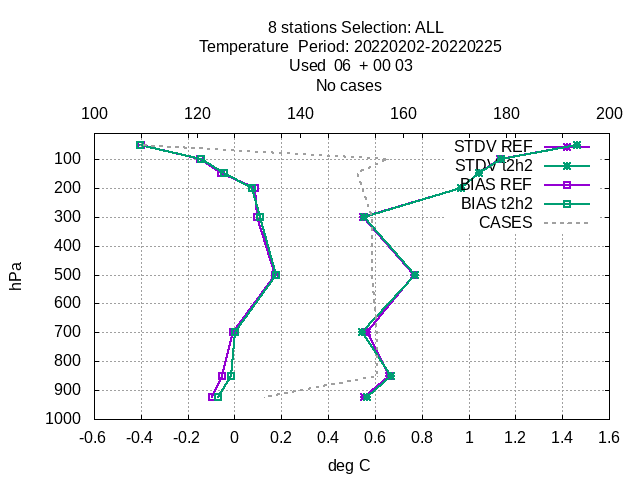 8 stations Selection: ALL
Temperature  Period: 20220202-20220225
Used  06  + 00 03
No cases
100 120 140 160 180 200
STDV REF
100
STDV t2h2
200
BIAS REF
BIAS t2h2
300
CASES
400
hPa
500
600
700
800
900
1000
-0.6 -0.4 -0.2 0 0.2 0.4 0.6 0.8 1 1.2 1.4 1.6
deg C